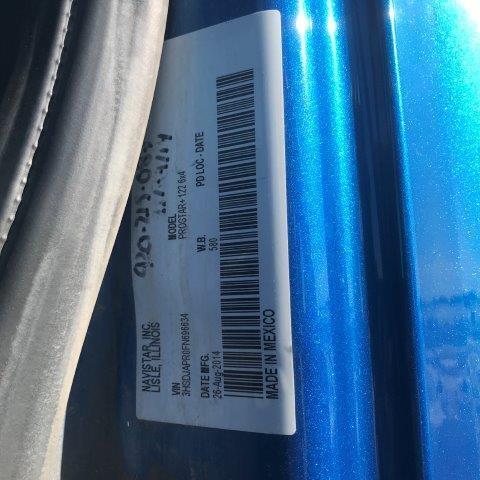 NAVISTAR, INC.
LISLE, ILLINOIS
VIN
3HSDJAPR0FN696634
MODEL
PROSTAR+ 122 6x4
DATE MFG.
26-Aug-2014
W.B.
580
PD LOC - DATE
MADE IN MEXICO